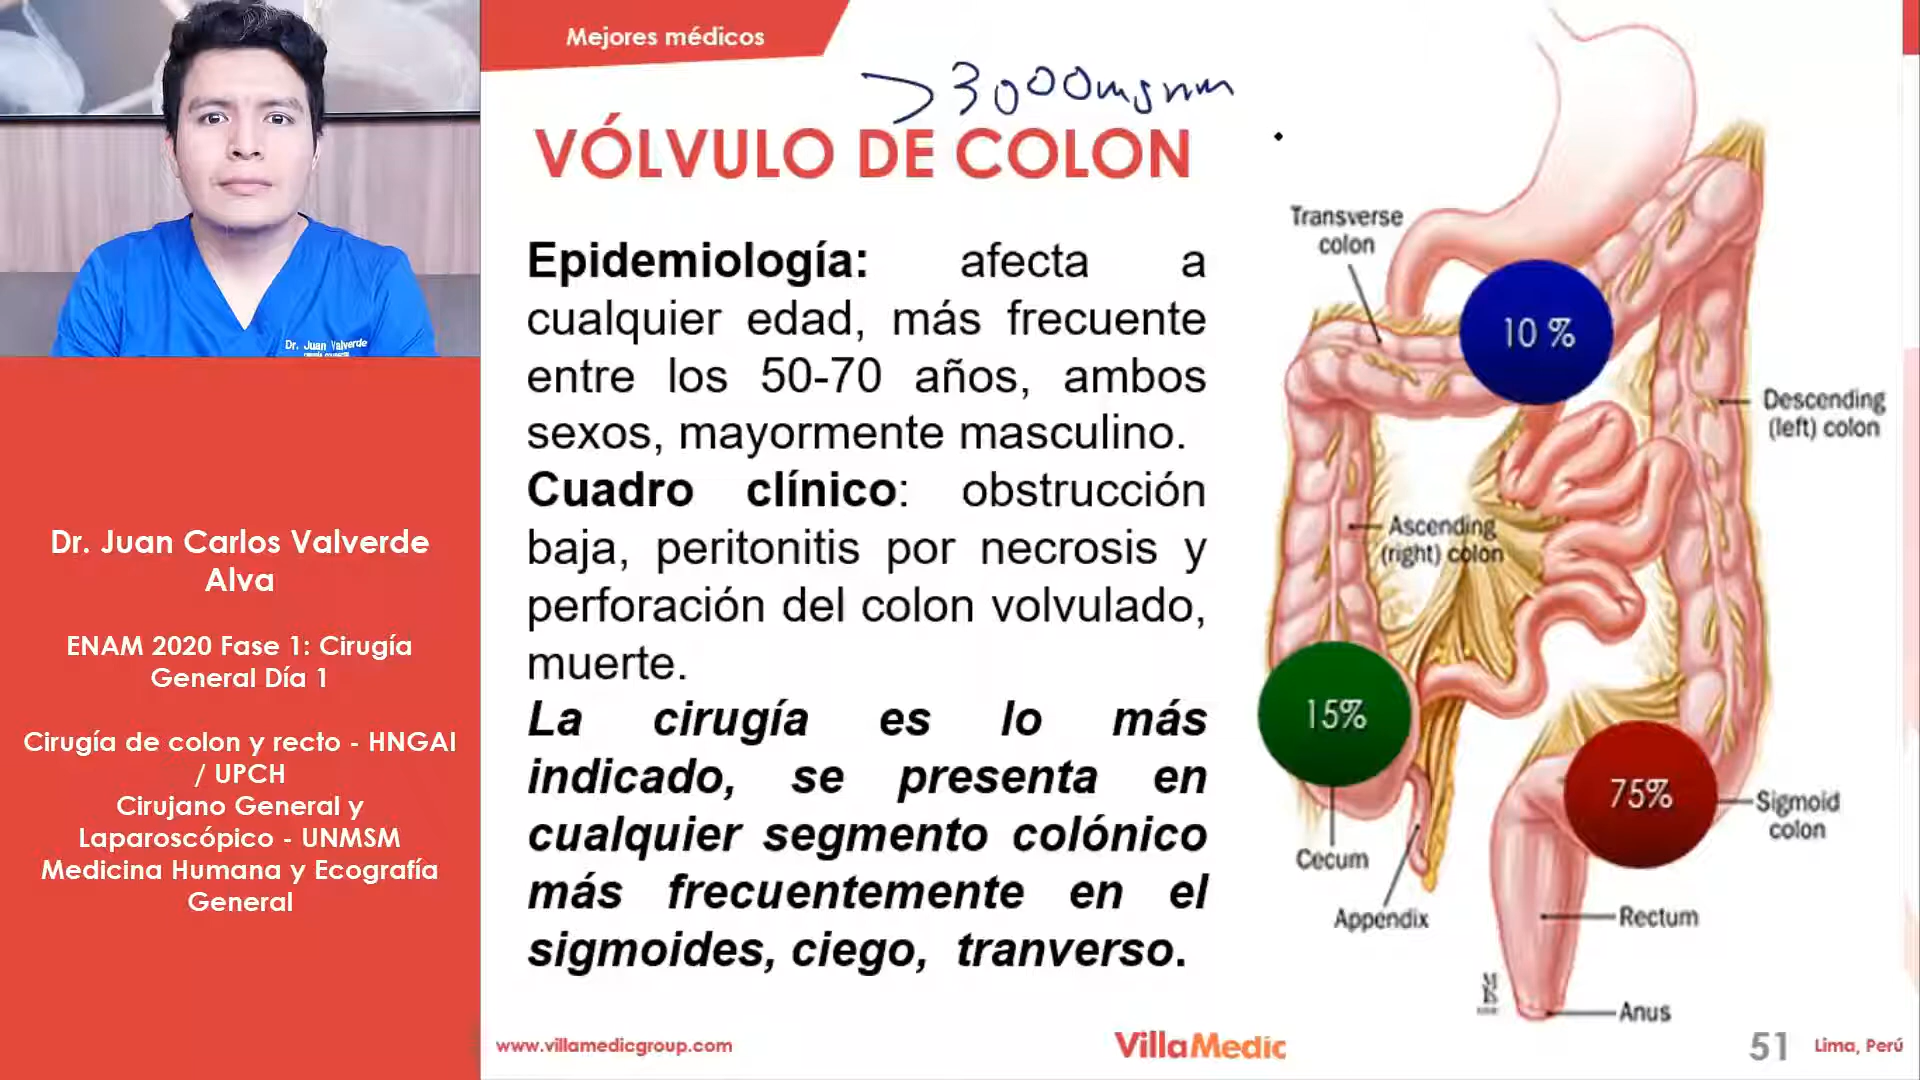 Mejores médicos
>3000msnm
VÓLVULO DE COLON
Epidemiología: afecta a
cualquier edad, más frecuente
entre los 50-70 años, ambos
sexos, mayormente masculino.
Cuadro clínico: obstrucción
baja, peritonitis por necrosis y
perforación del colon volvulado,
muerte.
La cirugía es lo más
indicado, se presenta en
cualquier segmento colónico
más frecuentemente en el
sigmoides, ciego, tranverso.
Transverse
colon
10 %
Descending
(left) colon
Ascending
(right) colon
15%
75%
Sigmoid
colon
Cecum
Appendix
Rectum
Anus
Dr. Juan Valverde
Dr. Juan Carlos Valverde
Alva
ENAM 2020 Fase 1: Cirugía
General Día 1
Cirugía de colon y recto - HNGAI
/ UPCH
Cirujano General y
Laparoscópico - UNMSM
Medicina Humana y Ecografía
General
www.villamedicgroup.com
VillaMedic
51
Lima, Perú